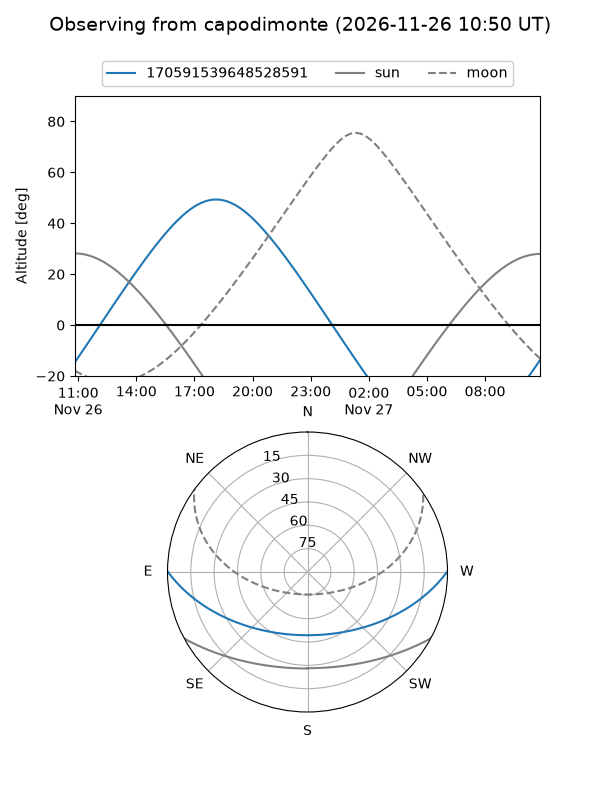 Observing from capodimonte (2026-11-26 10:50 UT)
170591539648528591 sun moon
Altitude [deg]
80
60
40
20
0
−20
11:00 14:00 17:00 20:00 23:00 02:00 05:00 08:00
Nov 26 Nov 27
N
NE NW
15
30
45
60
75
E W
SE SW
S